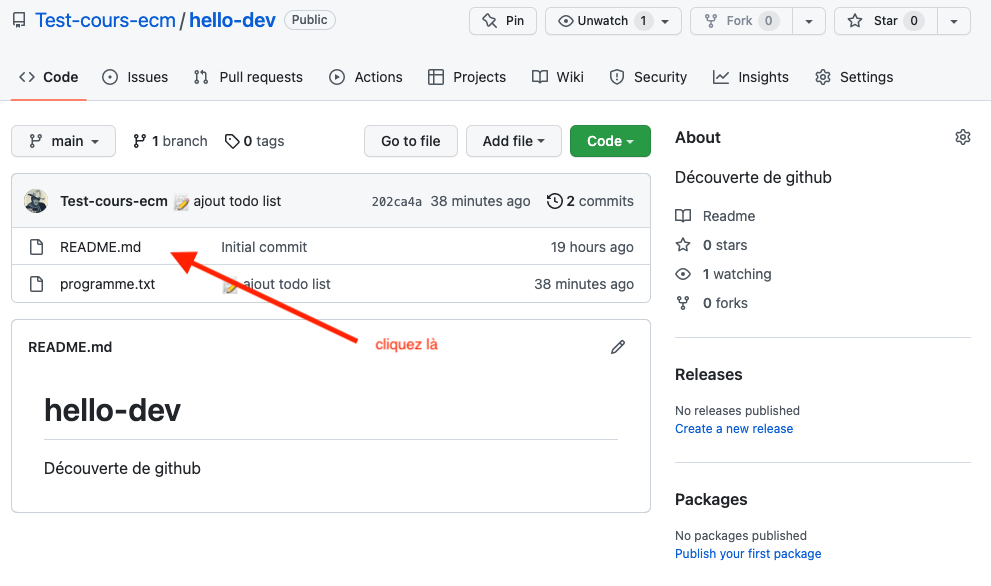 Test-cours-ecm / hello-dev Public Pin Unwatch 1 Fork 0 Star 0
Code Issues Pull requests Actions Projects Wiki Security Insights Settings
main 1 branch 0 tags Go to file Add file Code
Test-cours-ecm 📝 ajout todo list 202ca4a 38 minutes ago 2 commits
README.md Initial commit 19 hours ago
programme.txt 📝 ajout todo list 38 minutes ago
cliquez là
README.md
hello-dev
Découverte de github
About
Découverte de github
Readme
0 stars
1 watching
0 forks
Releases
No releases published
Create a new release
Packages
No packages published
Publish your first package